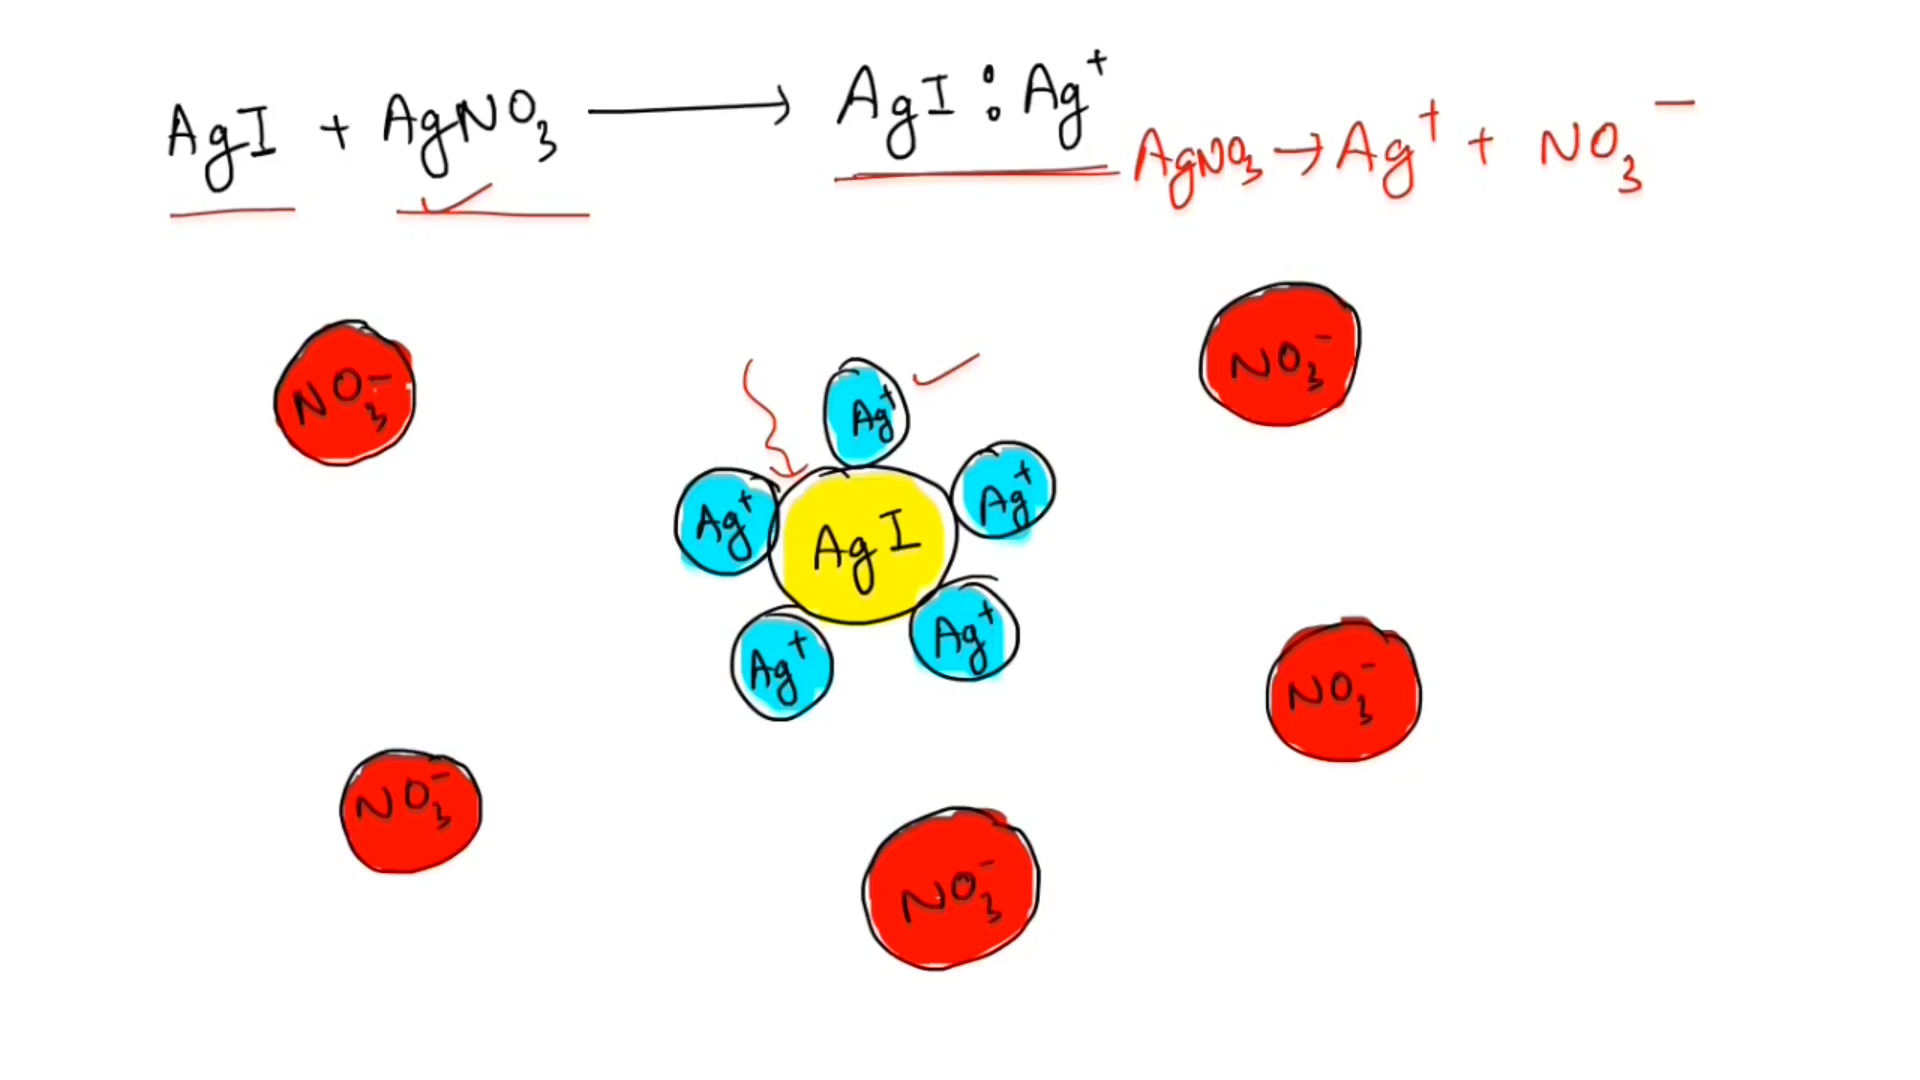 AgI + AgNO₃ ⟶ AgI : Ag⁺
AgNO₃ → Ag⁺ + NO₃⁻
NO₃⁻
NO₃⁻
Ag⁺
Ag⁺
Ag⁺
AgI
Ag⁺
Ag⁺
NO₃⁻
NO₃⁻
NO₃⁻